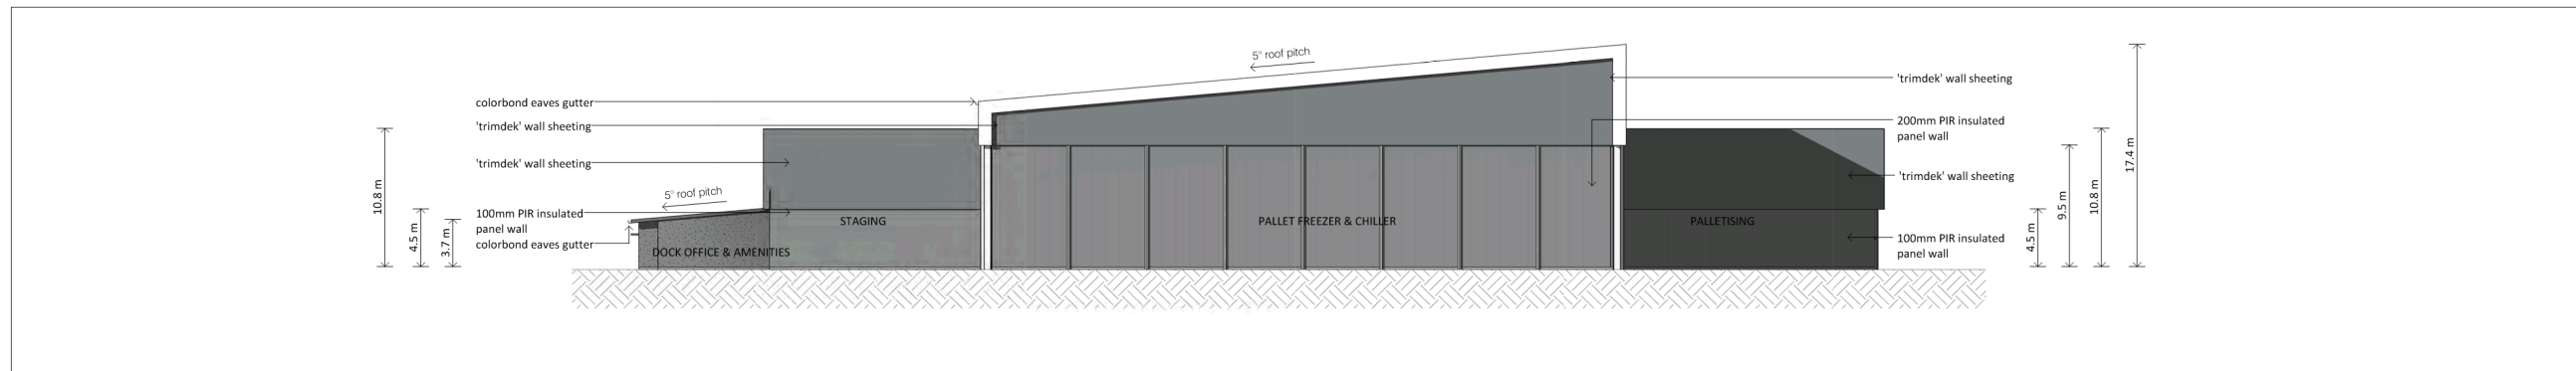 5° roof pitch
colorbond eaves gutter
'trimdek' wall sheeting
'trimdek' wall sheeting
5° roof pitch
100mm PIR insulated
panel wall
colorbond eaves gutter
10.8 m
4.5 m
3.7 m
DOCK OFFICE & AMENITIES
STAGING
PALLET FREEZER & CHILLER
PALLETISING
'trimdek' wall sheeting
200mm PIR insulated
panel wall
'trimdek' wall sheeting
100mm PIR insulated
panel wall
4.5 m
9.5 m
10.8 m
17.4 m